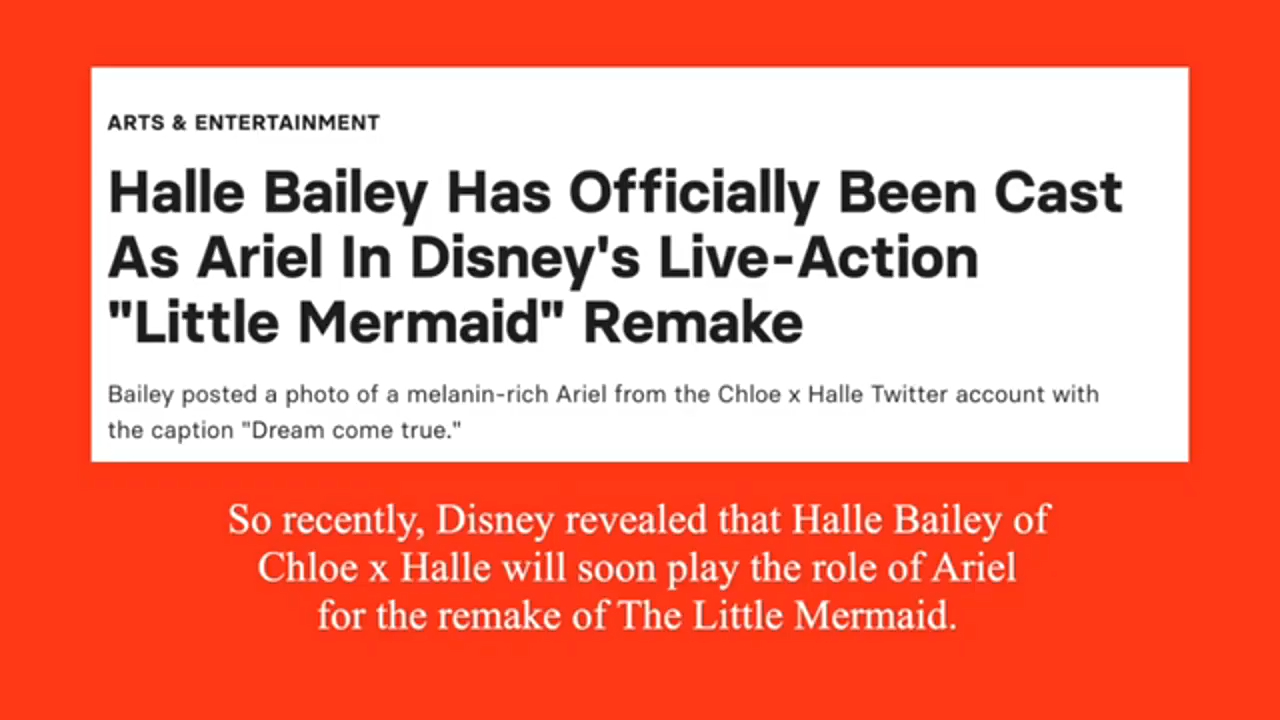 ARTS & ENTERTAINMENT
Halle Bailey Has Officially Been Cast
As Ariel In Disney's Live-Action
"Little Mermaid" Remake
Bailey posted a photo of a melanin-rich Ariel from the Chloe x Halle Twitter account with
the caption "Dream come true."
So recently, Disney revealed that Halle Bailey of
Chloe x Halle will soon play the role of Ariel
for the remake of The Little Mermaid.